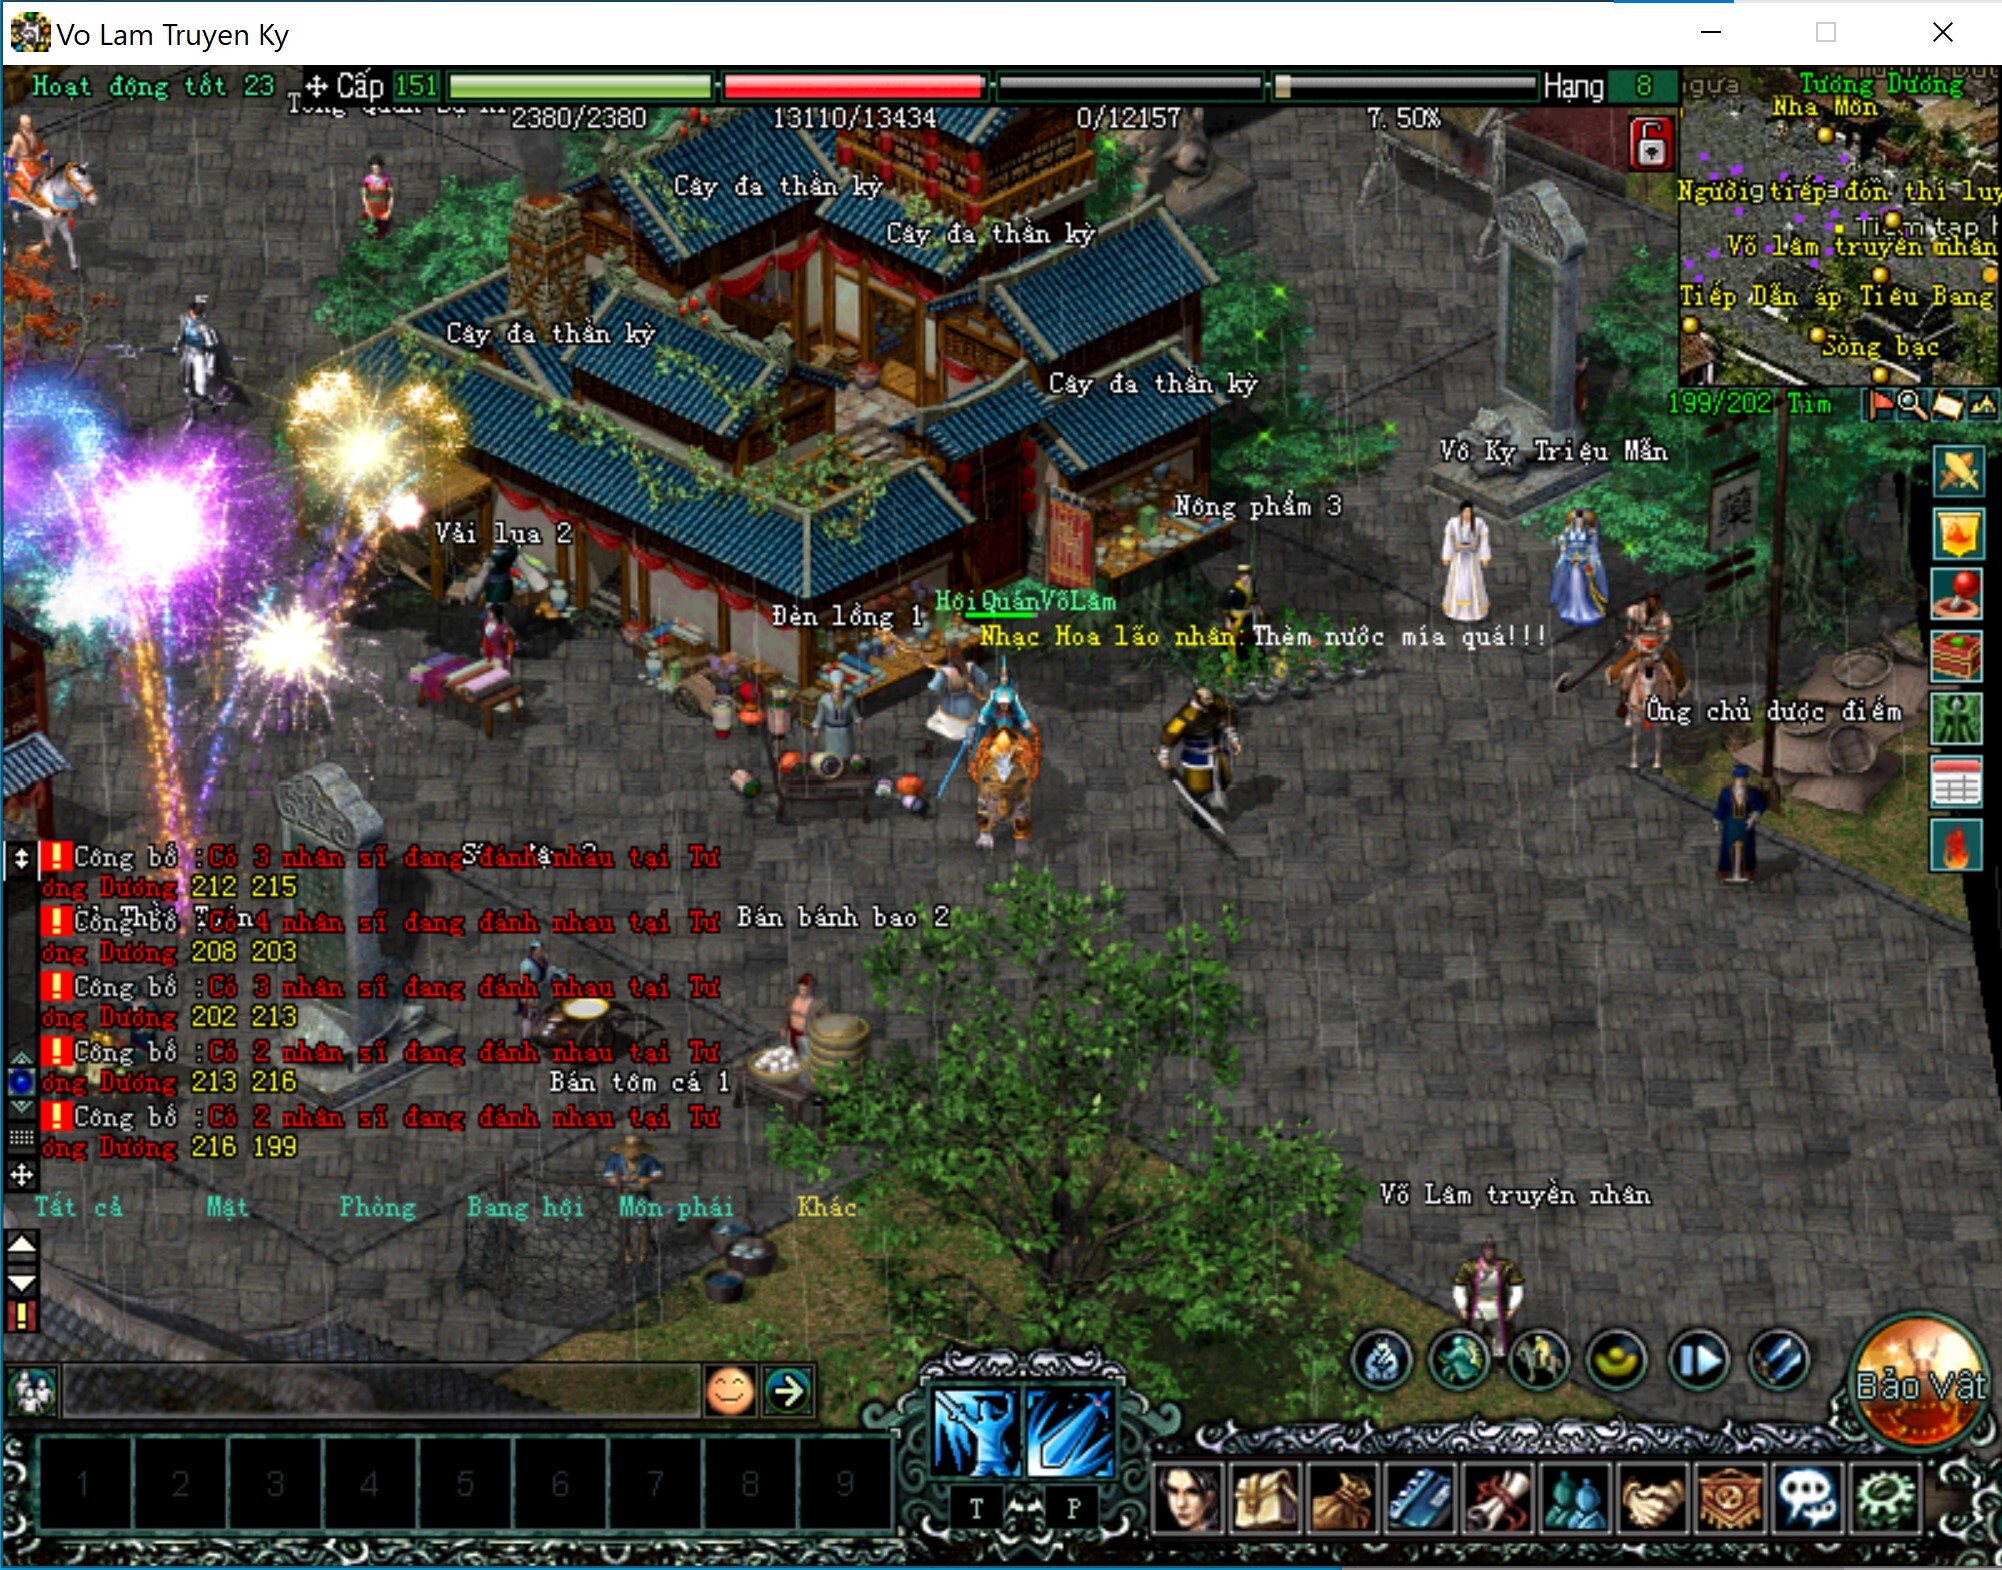 Vo Lam Truyen Ky
Hoạt động tốt 23
Cấp 151
Hạng 8
2380/2380
13110/13434
0/12157
7.50%
Tương Dương
Nha Môn
Võ lâm truyền nhân
Tiếp Dẫn áp Tiêu Bang
Sòng bạc
199/202 Tìm
Cây đa thần kỳ
Cây đa thần kỳ
Cây đa thần kỳ
Cây đa thần kỳ
Vô Kỵ Triệu Mẫn
Nông phẩm 3
Vải lụa 2
Đèn lồng 1
HộiQuánVõLâm
Nhạc Hoa lão nhân: Thèm nước mía quá!!!
Ông chủ dược điếm
Công bố :Có 3 nhân sĩ đang đánh nhau tại Tư
ơng Dương 212 215
Công bố :Có 4 nhân sĩ đang đánh nhau tại Tư
ơng Dương 208 203
Công bố :Có 3 nhân sĩ đang đánh nhau tại Tư
ơng Dương 202 213
Công bố :Có 2 nhân sĩ đang đánh nhau tại Tư
ơng Dương 213 216
Công bố :Có 2 nhân sĩ đang đánh nhau tại Tư
ơng Dương 216 199
Bán bánh bao 2
Bán tôm cá 1
Tất cả Mật Phòng Bang hội Môn phái Khác
Võ Lâm truyền nhân
Bảo Vật
1 2 3 4 5 6 7 8 9
T P